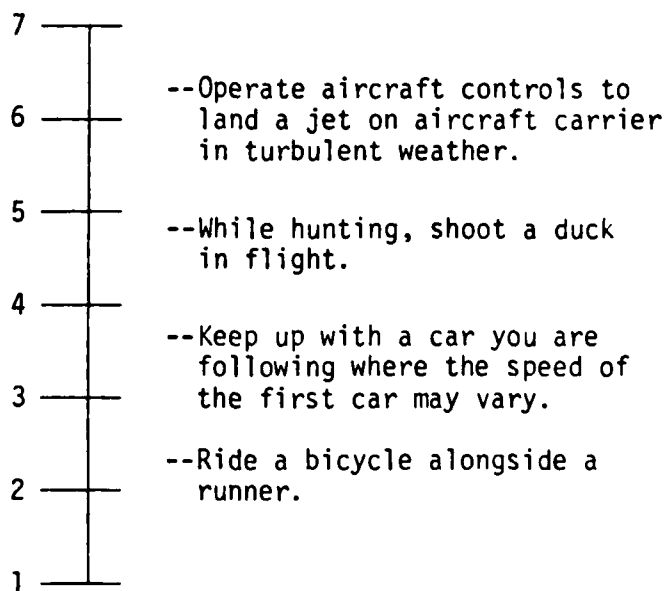 7
--Operate aircraft controls to
6 land a jet on aircraft carrier
in turbulent weather.
5
--While hunting, shoot a duck
in flight.
4
--Keep up with a car you are
following where the speed of
3 the first car may vary.
--Ride a bicycle alongside a
2 runner.
1